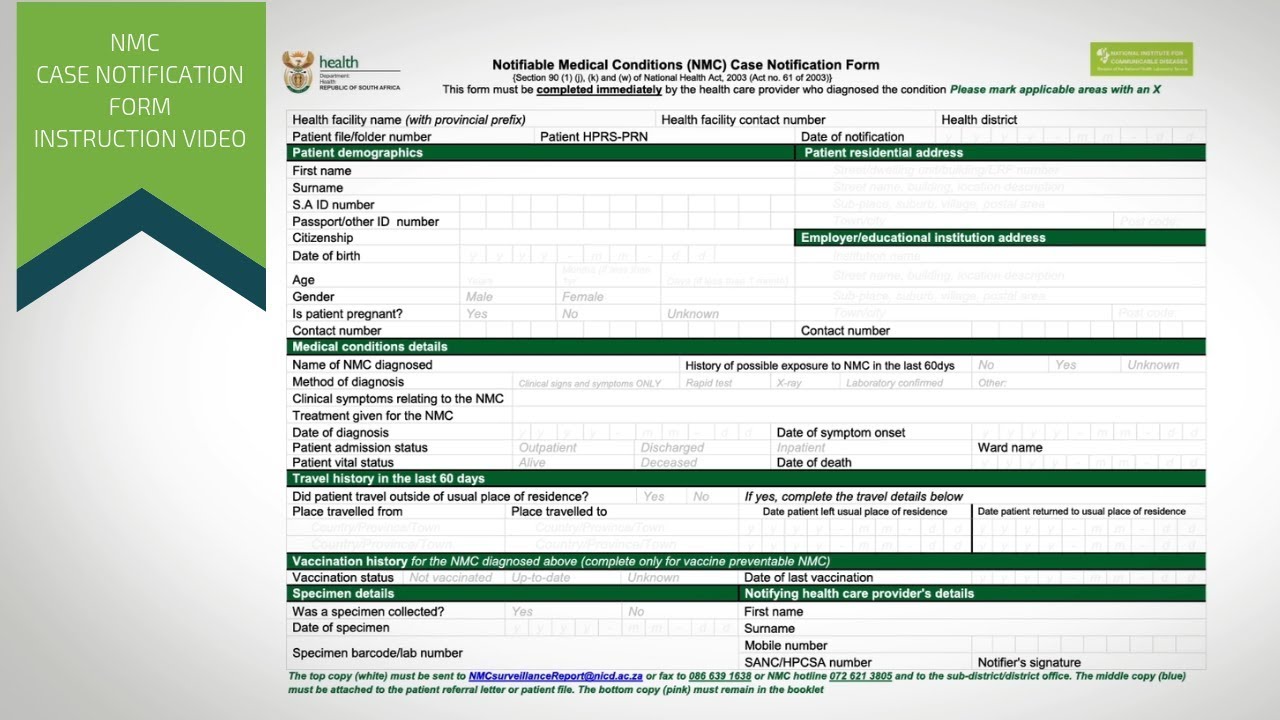 NMC
CASE NOTIFICATION
FORM
INSTRUCTION VIDEO
health
Department:
Health
REPUBLIC OF SOUTH AFRICA
Notifiable Medical Conditions (NMC) Case Notification Form
{Section 90 (1) (j), (k) and (w) of National Health Act, 2003 (Act no. 61 of 2003)}
This form must be completed immediately by the health care provider who diagnosed the condition Please mark applicable areas with an X
NATIONAL INSTITUTE FOR
COMMUNICABLE DISEASES
Division of the National Health Laboratory Service
Health facility name (with provincial prefix) Health facility contact number Health district
Patient file/folder number Patient HPRS-PRN Date of notification y y y y - m m - d d
Patient demographics Patient residential address
First name Street/dwelling unit/building/ERF number
Surname Street name, building, location description
S.A ID number Sub-place, suburb, village, postal area
Passport/other ID number Town/city Post code
Citizenship Employer/educational institution address
Date of birth y y y y - m m - d d Institution name
Age Years Months (if less than 1yr) Days (if less than 1 month) Street name, building, location description
Gender Male Female Sub-place, suburb, village, postal area
Is patient pregnant? Yes No Unknown Town/city Post code
Contact number Contact number
Medical conditions details
Name of NMC diagnosed History of possible exposure to NMC in the last 60dys No Yes Unknown
Method of diagnosis Clinical signs and symptoms ONLY Rapid test X-ray Laboratory confirmed Other:
Clinical symptoms relating to the NMC
Treatment given for the NMC
Date of diagnosis y y y y - m m - d d Date of symptom onset y y y y - m m - d d
Patient admission status Outpatient Discharged Inpatient Ward name
Patient vital status Alive Deceased Date of death y y y y - m m - d d
Travel history in the last 60 days
Did patient travel outside of usual place of residence? Yes No If yes, complete the travel details below
Place travelled from Place travelled to Date patient left usual place of residence Date patient returned to usual place of residence
Country/Province/Town Country/Province/Town y y y y - m m - d d y y y y - m m - d d
Country/Province/Town Country/Province/Town y y y y - m m - d d y y y y - m m - d d
Vaccination history for the NMC diagnosed above (complete only for vaccine preventable NMC)
Vaccination status Not vaccinated Up-to-date Unknown Date of last vaccination y y y y - m m - d d
Specimen details Notifying health care provider's details
Was a specimen collected? Yes No First name
Date of specimen y y y y - m m - d d Surname
Specimen barcode/lab number Mobile number
SANC/HPCSA number Notifier's signature
The top copy (white) must be sent to NMCsurveillanceReport@nicd.ac.za or fax to 086 639 1638 or NMC hotline 072 621 3805 and to the sub-district/district office. The middle copy (blue)
must be attached to the patient referral letter or patient file. The bottom copy (pink) must remain in the booklet